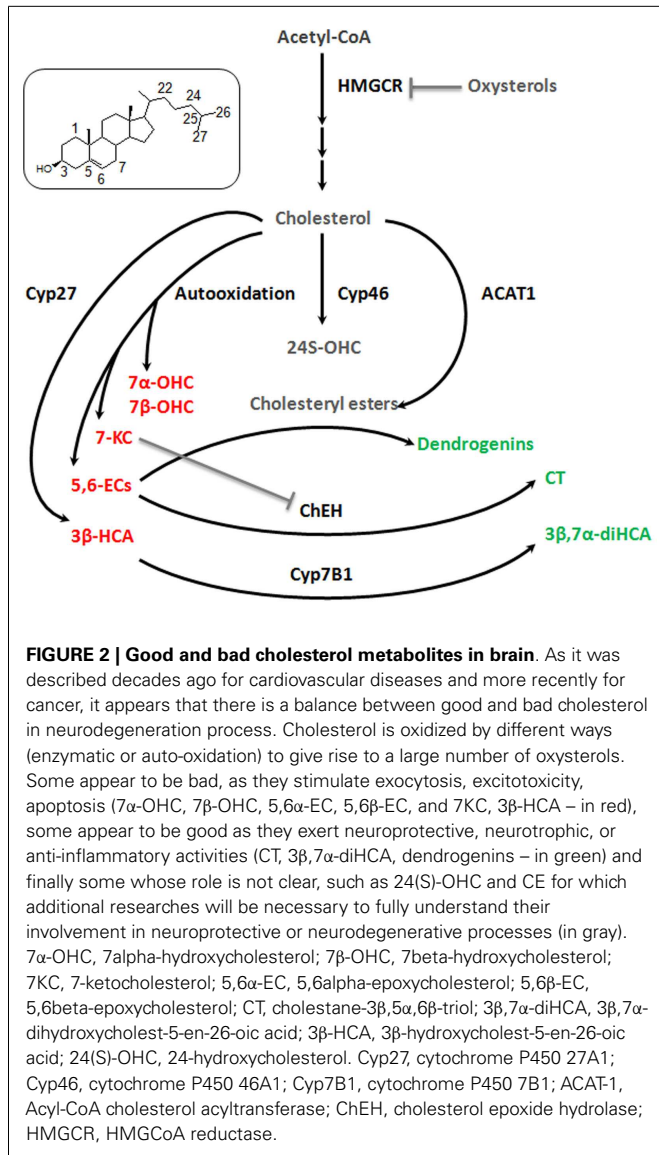 Acetyl-CoA
HMGCR
Oxysterols
22
24
26
25
27
1
HO
3
5
6
7
Cholesterol
Cyp27
Autooxidation
Cyp46
ACAT1
24S-OHC
7α-OHC
7β-OHC
Cholesteryl esters
7-KC
Dendrogenins
5,6-ECs
CT
ChEH
3β-HCA
3β,7α-diHCA
Cyp7B1
FIGURE 2 | Good and bad cholesterol metabolites in brain. As it was
described decades ago for cardiovascular diseases and more recently for
cancer, it appears that there is a balance between good and bad cholesterol
in neurodegeneration process. Cholesterol is oxidized by different ways
(enzymatic or auto-oxidation) to give rise to a large number of oxysterols.
Some appear to be bad, as they stimulate exocytosis, excitotoxicity,
apoptosis (7α-OHC, 7β-OHC, 5,6α-EC, 5,6β-EC, and 7KC, 3β-HCA – in red),
some appear to be good as they exert neuroprotective, neurotrophic, or
anti-inflammatory activities (CT, 3β,7α-diHCA, dendrogenins – in green) and
finally some whose role is not clear, such as 24(S)-OHC and CE for which
additional researches will be necessary to fully understand their
involvement in neuroprotective or neurodegenerative processes (in gray).
7α-OHC, 7alpha-hydroxycholesterol; 7β-OHC, 7beta-hydroxycholesterol;
7KC, 7-ketocholesterol; 5,6α-EC, 5,6alpha-epoxycholesterol; 5,6β-EC,
5,6beta-epoxycholesterol; CT, cholestane-3β,5α,6β-triol; 3β,7α-diHCA, 3β,7α-
dihydroxycholest-5-en-26-oic acid; 3β-HCA, 3β-hydroxycholest-5-en-26-oic
acid; 24(S)-OHC, 24-hydroxycholesterol. Cyp27, cytochrome P450 27A1;
Cyp46, cytochrome P450 46A1; Cyp7B1, cytochrome P450 7B1; ACAT-1,
Acyl-CoA cholesterol acyltransferase; ChEH, cholesterol epoxide hydrolase;
HMGCR, HMGCoA reductase.